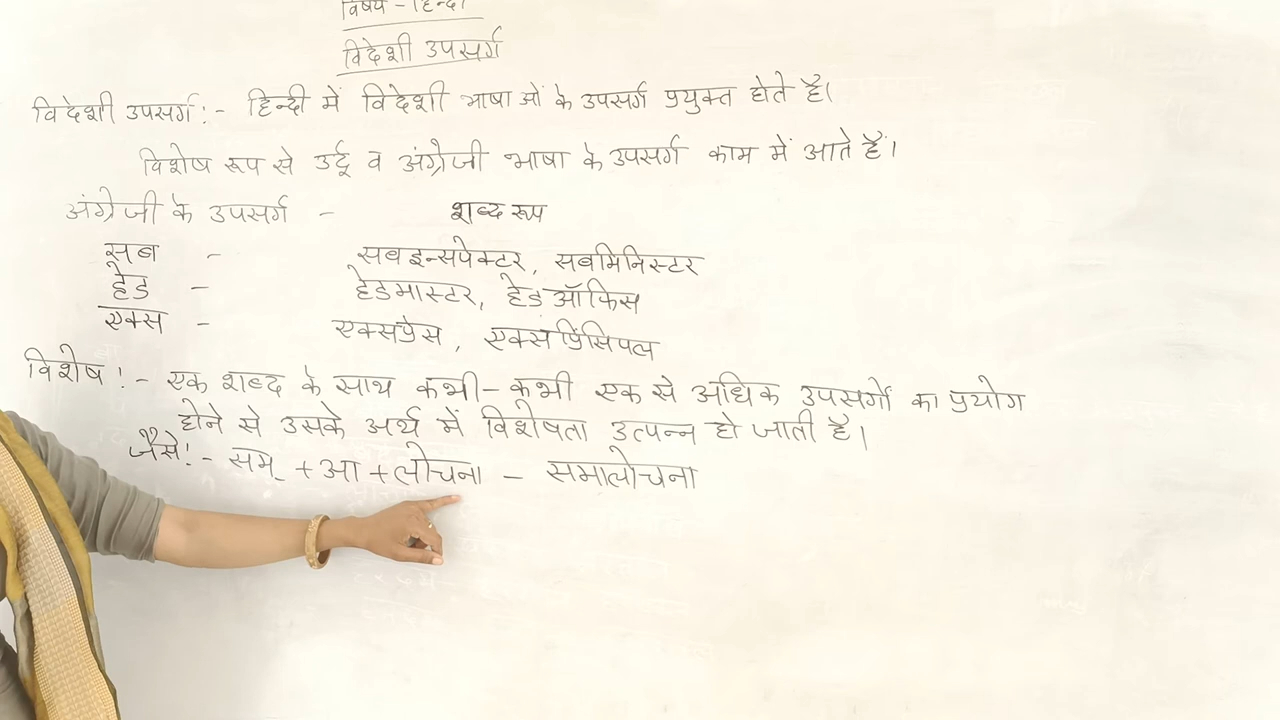 विषय - हिन्दी
विदेशी उपसर्ग
विदेशी उपसर्ग :- हिन्दी में विदेशी भाषाओं के उपसर्ग प्रयुक्त होते है।
विशेष रूप से उर्दू व अंग्रेजी भाषा के उपसर्ग काम में आते हैं।
अंग्रेजी के उपसर्ग - शब्द रूप
सब - सबइन्सपेक्टर, सबमिनिस्टर
हेड - हेडमास्टर, हेड ऑफिस
एक्स - एक्सप्रेस, एक्स प्रिंसिपल
विशेष :- एक शब्द के साथ कभी-कभी एक से अधिक उपसर्गों का प्रयोग
होने से उसके अर्थ में विशेषता उत्पन्न हो जाती है।
जैसे :- सम् + आ + लोचना - समालोचना